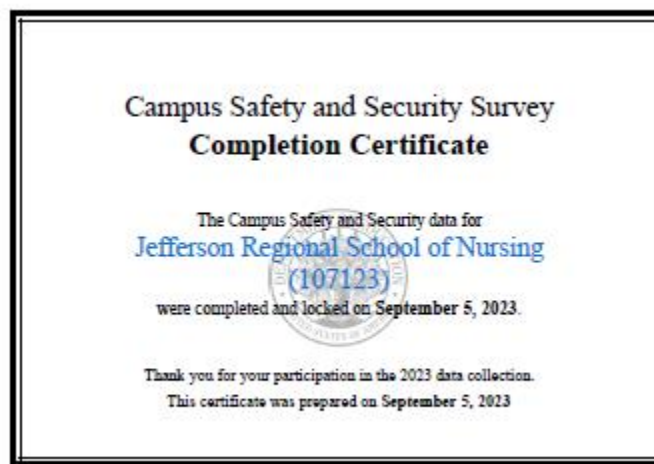 Campus Safety and Security Survey
Completion Certificate
The Campus Safety and Security data for
Jefferson Regional School of Nursing
(107123)
were completed and locked on September 5, 2023.
Thank you for your participation in the 2023 data collection.
This certificate was prepared on September 5, 2023